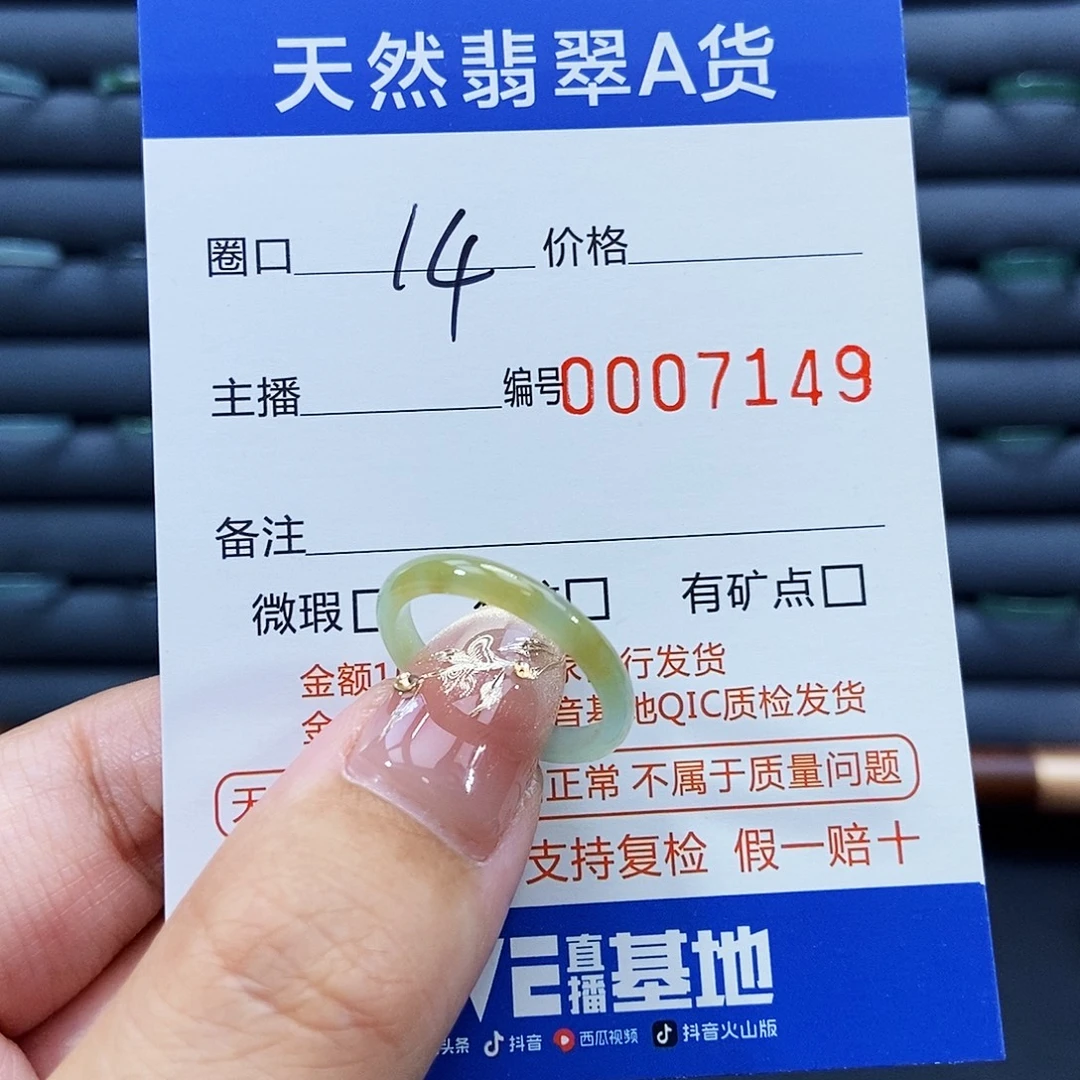 天然翡翠A货
圈口 14 价格
主播 编号0007149
备注
微瑕 有矿点
金额1 行发货
金 音基地QIC质检发货
天 正常 不属于质量问题
支持复检 假一赔十
VE直播基地
头条 抖音 西瓜视频 抖音火山版